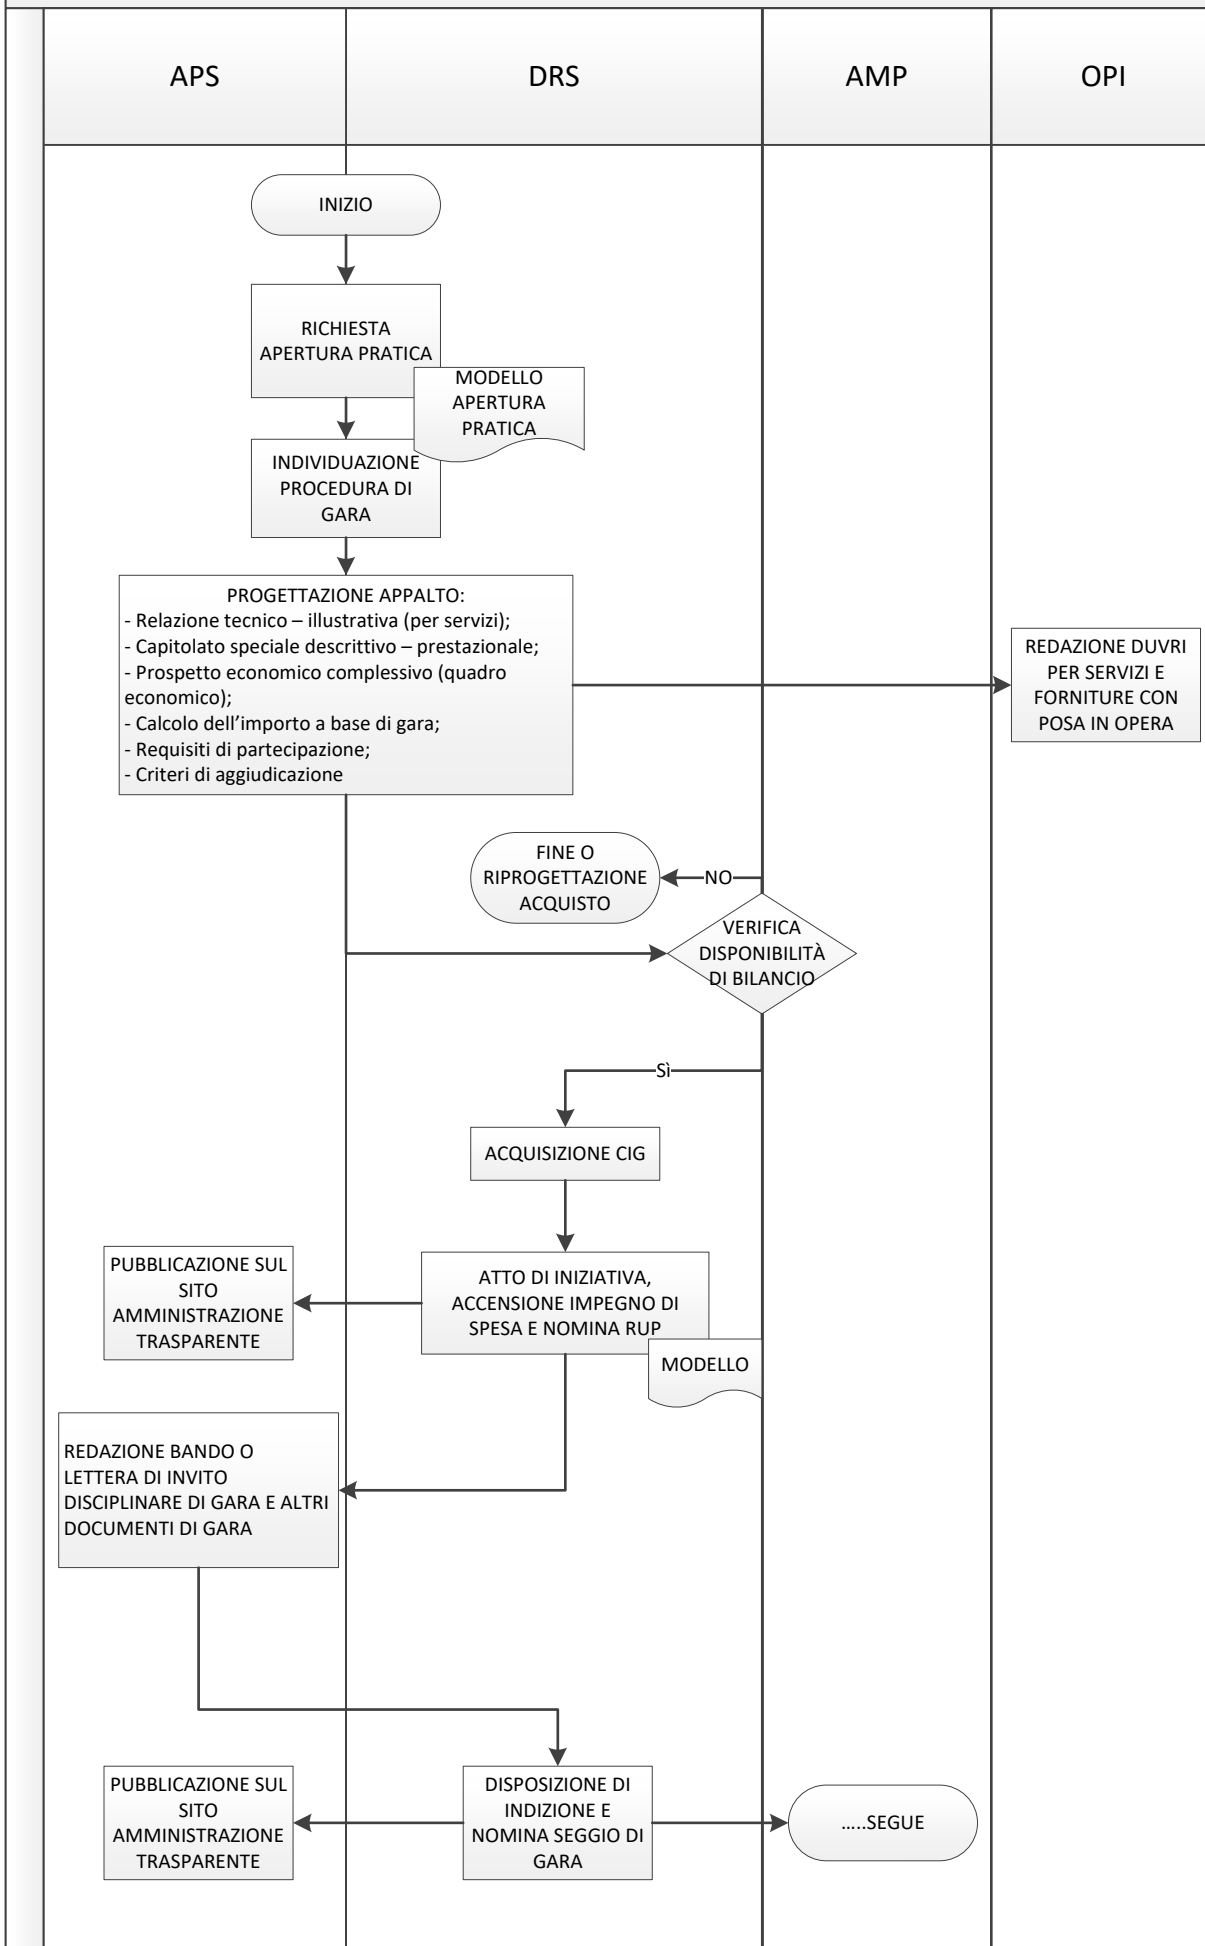 APS
DRS
AMP
OPI
INIZIO
RICHIESTA
APERTURA PRATICA
MODELLO
APERTURA
PRATICA
INDIVIDUAZIONE
PROCEDURA DI
GARA
PROGETTAZIONE APPALTO:
- Relazione tecnico – illustrativa (per servizi);
- Capitolato speciale descrittivo – prestazionale;
- Prospetto economico complessivo (quadro
economico);
- Calcolo dell’importo a base di gara;
- Requisiti di partecipazione;
- Criteri di aggiudicazione
REDAZIONE DUVRI
PER SERVIZI E
FORNITURE CON
POSA IN OPERA
FINE O
RIPROGETTAZIONE
ACQUISTO
NO
VERIFICA
DISPONIBILITÀ
DI BILANCIO
Sì
ACQUISIZIONE CIG
PUBBLICAZIONE SUL
SITO
AMMINISTRAZIONE
TRASPARENTE
ATTO DI INIZIATIVA,
ACCENSIONE IMPEGNO DI
SPESA E NOMINA RUP
MODELLO
REDAZIONE BANDO O
LETTERA DI INVITO
DISCIPLINARE DI GARA E ALTRI
DOCUMENTI DI GARA
PUBBLICAZIONE SUL
SITO
AMMINISTRAZIONE
TRASPARENTE
DISPOSIZIONE DI
INDIZIONE E
NOMINA SEGGIO DI
GARA
…..SEGUE